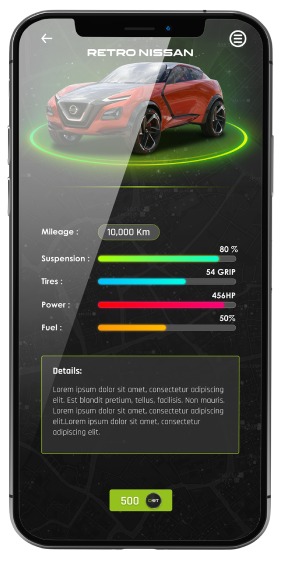 RETRO NISSAN
Mileage :
10,000 Km
80 %
Suspension :
54 GRIP
Tires :
456HP
Power :
50%
Fuel :
Details:
Lorem ipsum dolor sit amet, consectetur adipiscing
elit. Est blandit pretium, tellus, facilisis. Non mauris.
Lorem ipsum dolor sit amet, consectetur adipiscing
elit.Lorem ipsum dolor sit amet, consectetur
adipiscing elit.
500